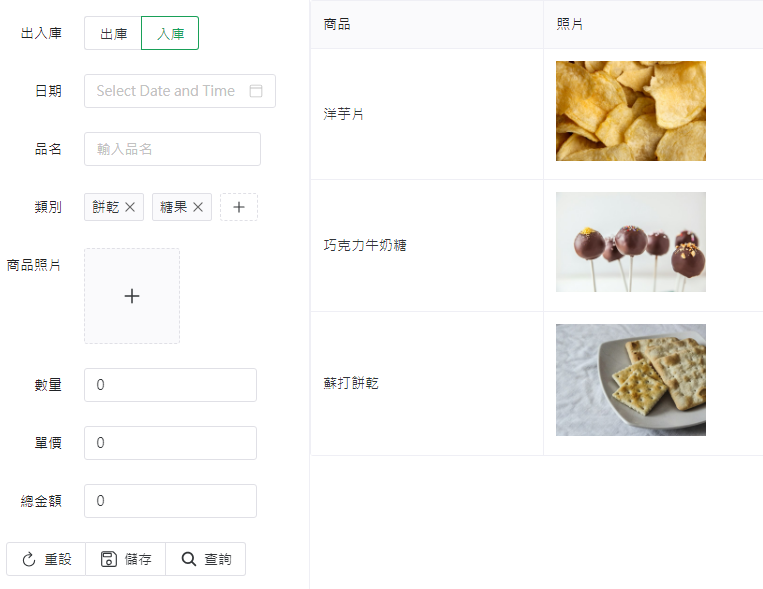 出入庫
出庫
入庫
日期
Select Date and Time
品名
輸入品名
類別
餅乾
糖果
商品照片
數量
0
單價
0
總金額
0
重設
儲存
查詢
商品
照片
洋芋片
巧克力牛奶糖
蘇打餅乾